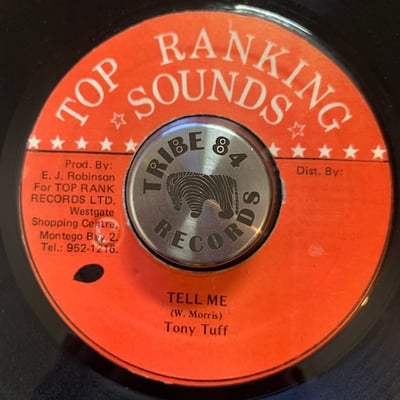 TOP RANKING
SOUNDS
Prod. By:
E. J. Robinson
For TOP RANK
RECORDS LTD.
Westgate
Shopping Centre,
Montego Bay 2.
Tel.: 952-1216.
Dist. By:
TRIBE 84
RECORDS
TELL ME
(W. Morris)
Tony Tuff